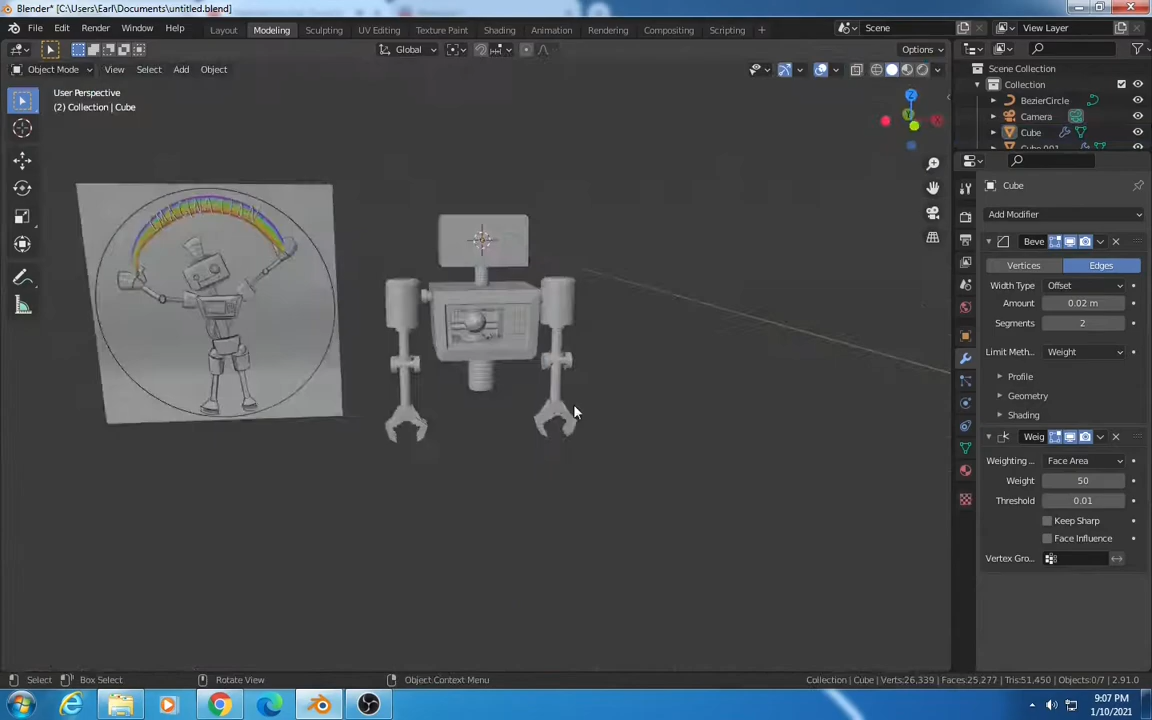 Blender* [C:\Users\Earl\Documents\untitled.blend]
File Edit Render Window Help Layout Modeling Sculpting UV Editing Texture Paint Shading Animation Rendering Compositing Scripting Scene View Layer
Global Options
Object Mode View Select Add Object
User Perspective
(2) Collection | Cube
Z
Scene Collection
Collection
BezierCircle
Camera
Cube
Cube.001
Cube
Add Modifier
Beve
Vertices Edges
Width Type Offset
Amount 0.02 m
Segments 2
Limit Meth... Weight
Profile
Geometry
Shading
Weig
Weighting ... Face Area
Weight 50
Threshold 0.01
Keep Sharp
Face Influence
Vertex Gro...
Select Box Select Rotate View Object Context Menu Collection | Cube | Verts:26,339 | Faces:25,277 | Tris:51,450 | Objects:0/7 | 2.91.0
9:07 PM
1/10/2021